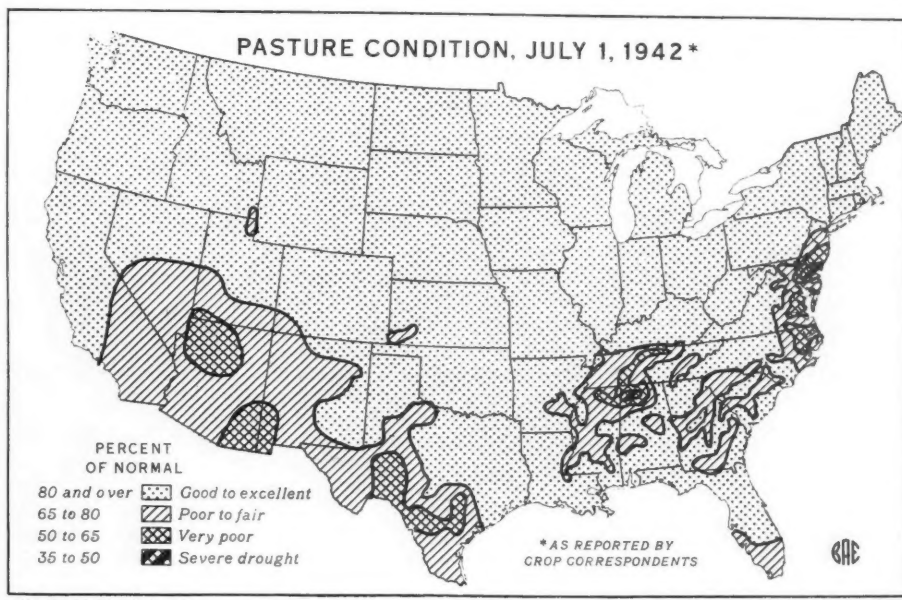 PASTURE CONDITION, JULY 1, 1942*
PERCENT
OF NORMAL
80 and over Good to excellent
65 to 80 Poor to fair
50 to 65 Very poor
35 to 50 Severe drought
*AS REPORTED BY
CROP CORRESPONDENTS
BAE